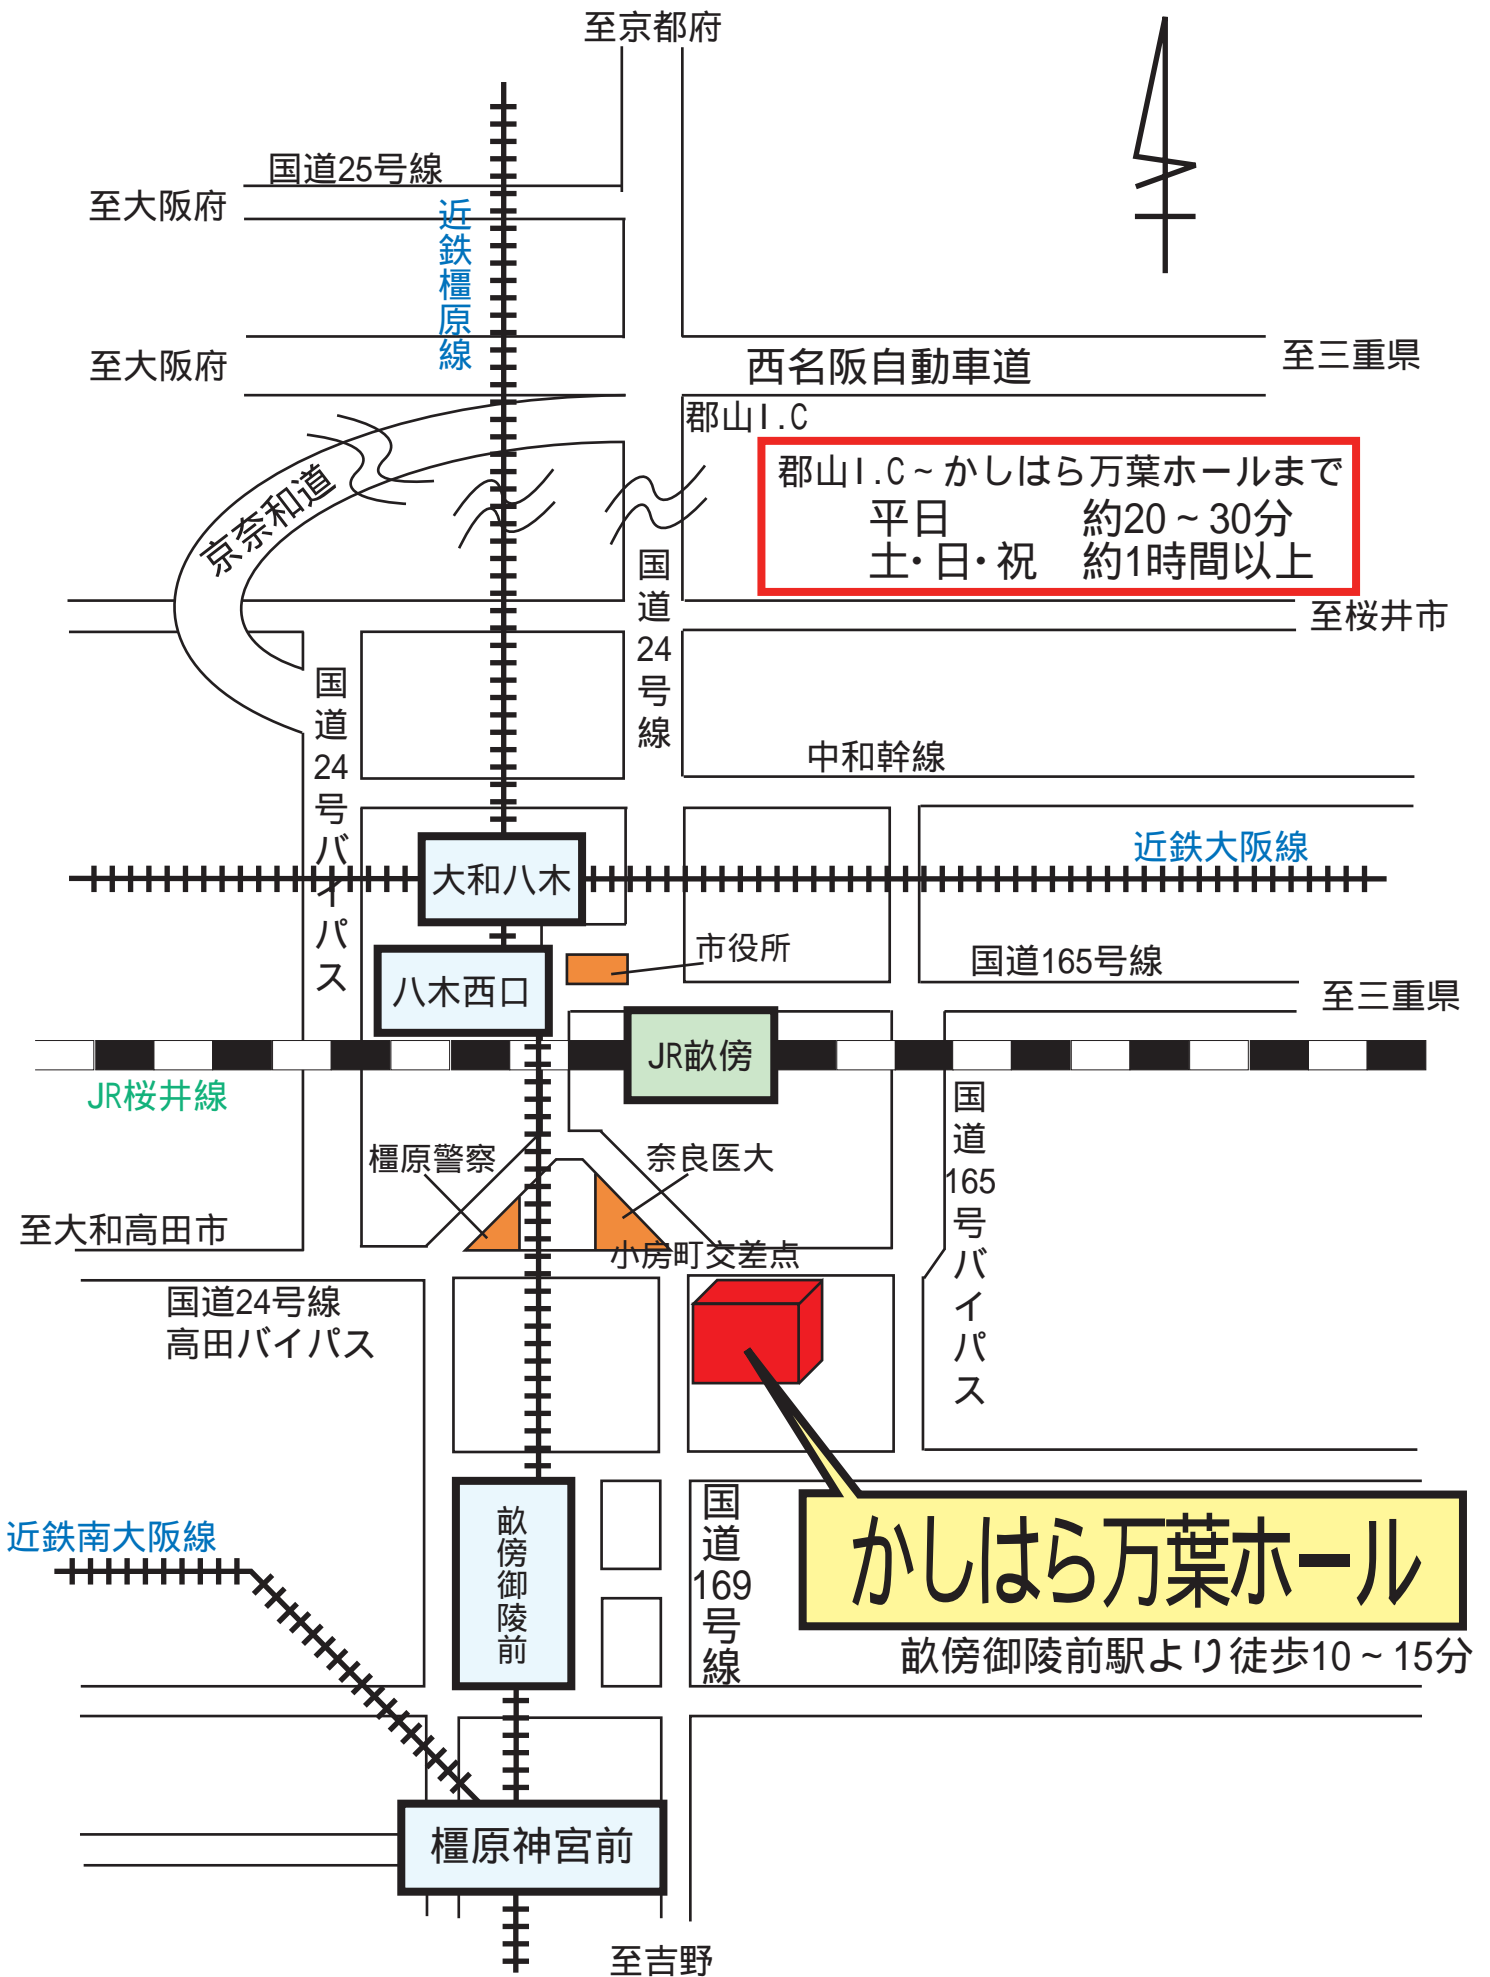 至京都府
国道25号線
至大阪府
近鉄橿原線
至大阪府
西名阪自動車道
至三重県
郡山I.C
郡山I.C~かしはら万葉ホールまで
平日 約20~30分
土・日・祝 約1時間以上
京奈和道
国道24号線
至桜井市
国道24号バイパス
中和幹線
近鉄大阪線
大和八木
市役所
国道165号線
八木西口
至三重県
JR畝傍
JR桜井線
国道165号バイパス
橿原警察
奈良医大
至大和高田市
小房町交差点
国道24号線
高田バイパス
近鉄南大阪線
畝傍御陵前
国道169号線
かしはら万葉ホール
畝傍御陵前駅より徒歩10~15分
橿原神宮前
至吉野